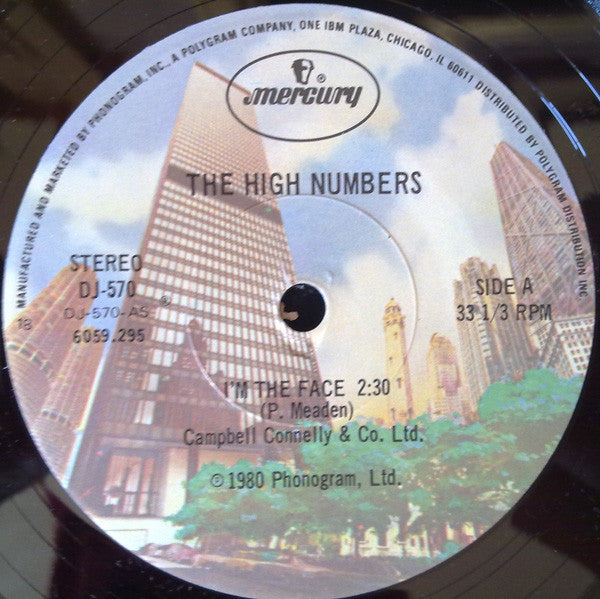 MANUFACTURED AND MARKETED BY PHONOGRAM, INC., A POLYGRAM COMPANY, ONE IBM PLAZA, CHICAGO, IL 60611 DISTRIBUTED BY POLYGRAM DISTRIBUTION INC
®
mercury
THE HIGH NUMBERS
STEREO
DJ-570
DJ-570-AS
6059.295
®
18
SIDE A
33 1/3 RPM
I'M THE FACE 2:30
(P. Meaden)
Campbell Connelly & Co. Ltd.
℗1980 Phonogram, Ltd.